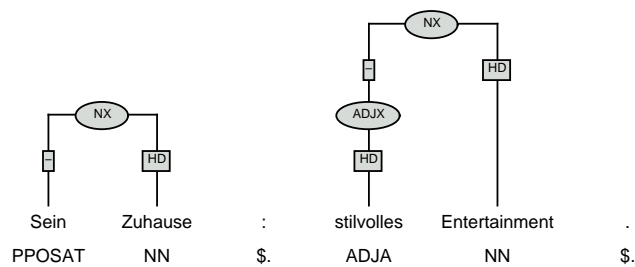 NX
– HD
NX ADJX
– HD HD
Sein Zuhause : stilvolles Entertainment .
PPOSAT NN $. ADJA NN $.